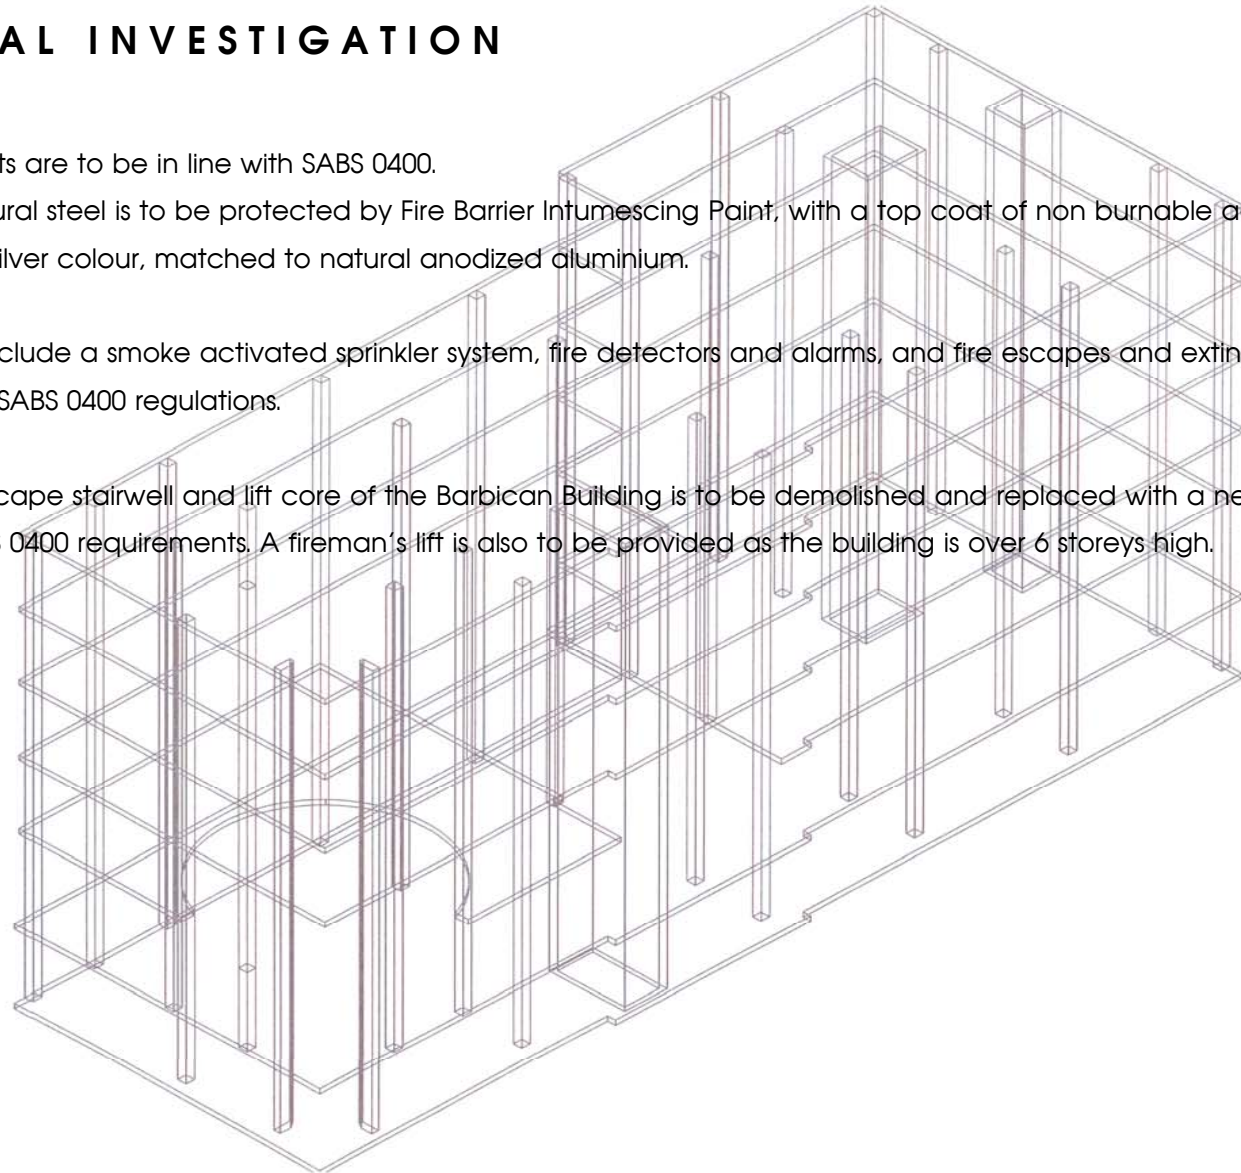 AL INVESTIGATION
ts are to be in line with SABS 0400.
ural steel is to be protected by Fire Barrier Intumescing Paint, with a top coat of non burnable a
ilver colour, matched to natural anodized aluminium.
clude a smoke activated sprinkler system, fire detectors and alarms, and fire escapes and extin
SABS 0400 regulations.
cape stairwell and lift core of the Barbican Building is to be demolished and replaced with a ne
S 0400 requirements. A fireman's lift is also to be provided as the building is over 6 storeys high.